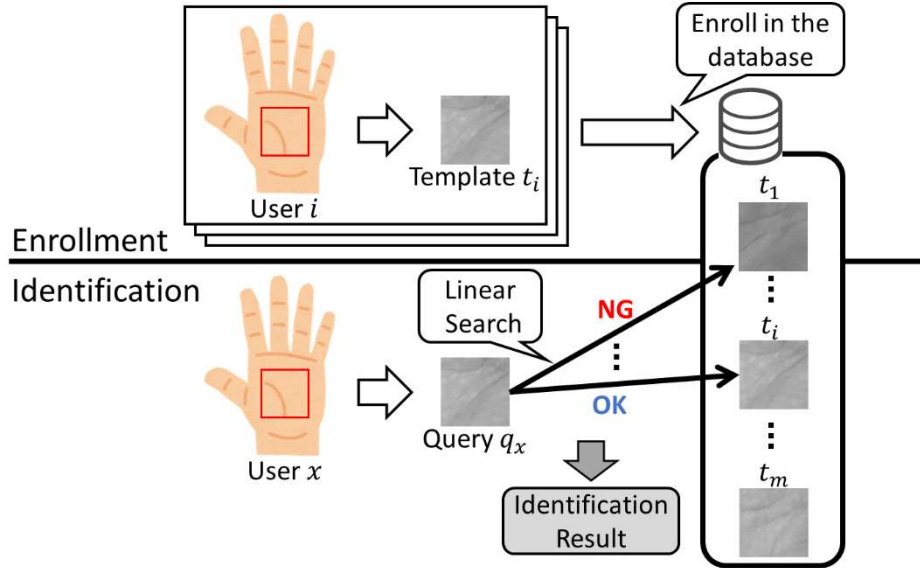 Enroll in the
database
Template t_i
User i
Enrollment
t_1
Identification
Linear
Search
NG
⋮
⋮
t_i
OK
Query q_x
User x
⋮
t_m
Identification
Result